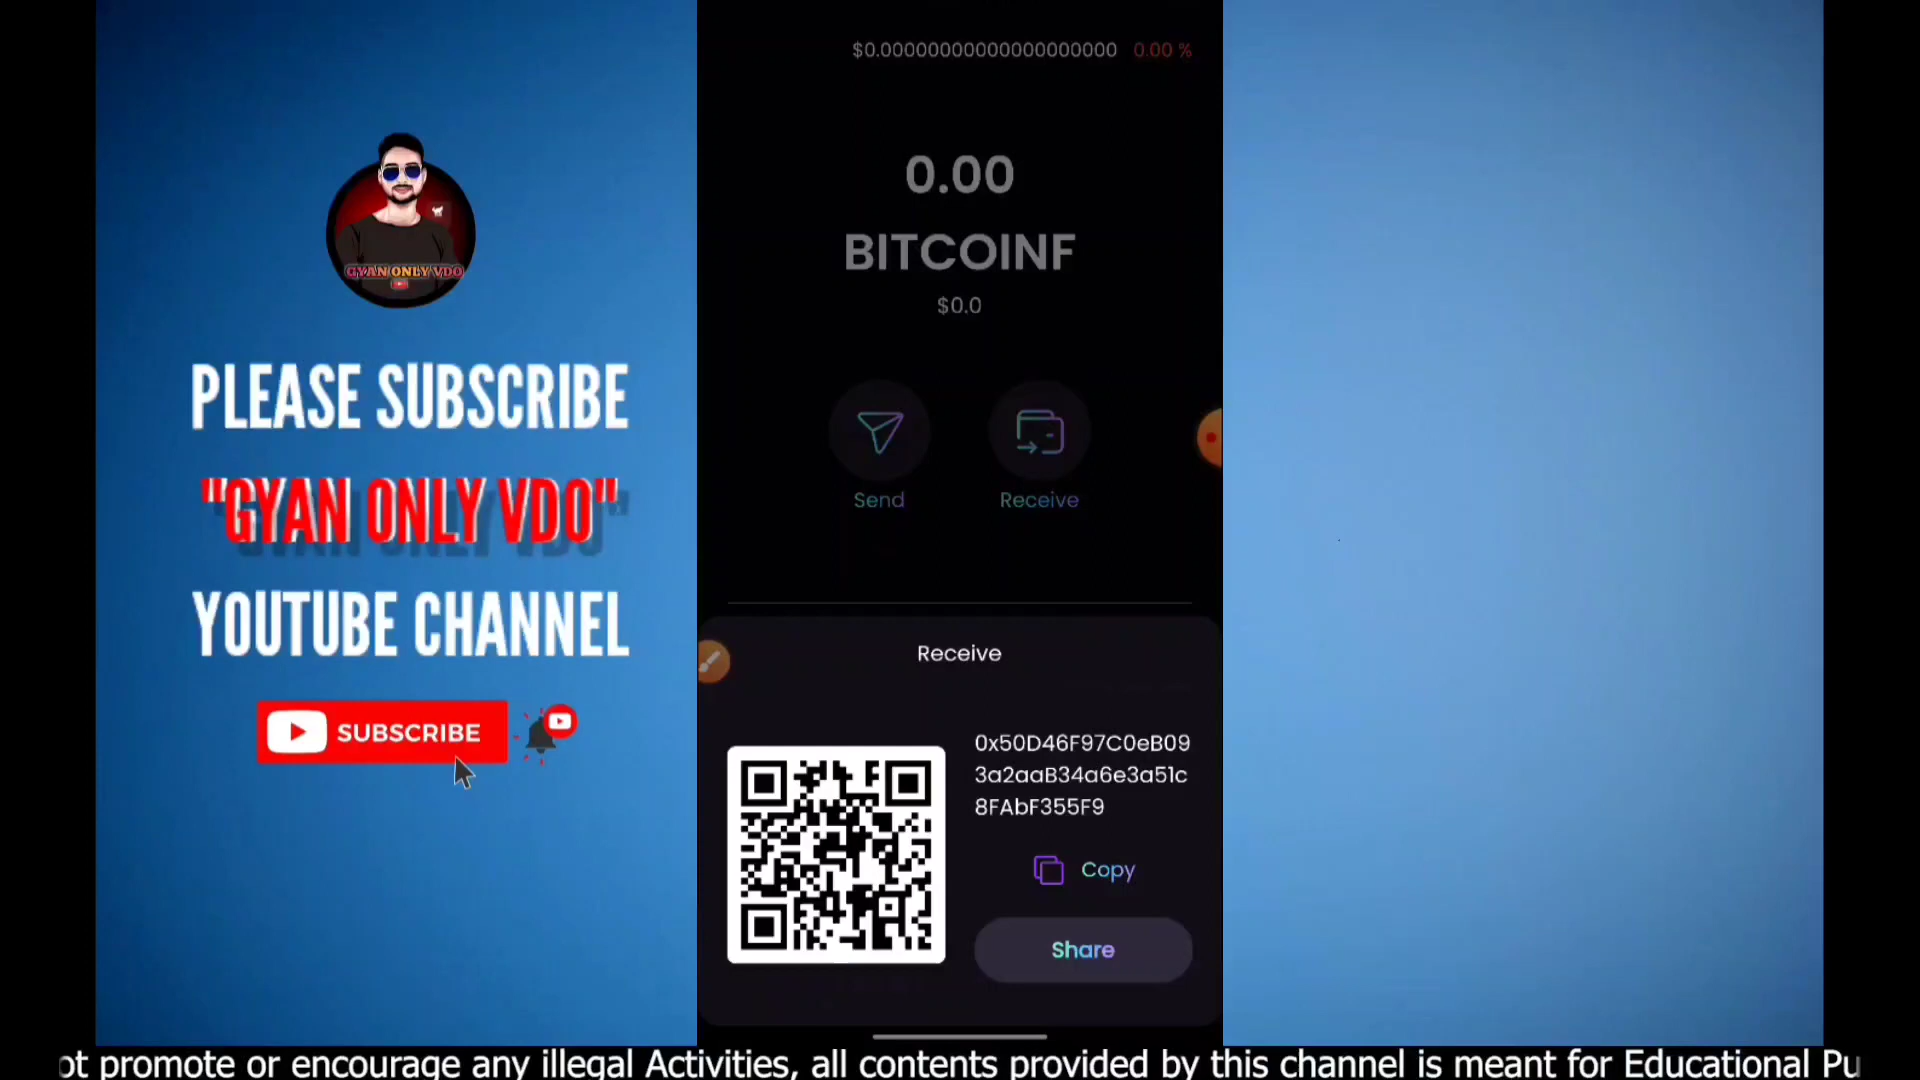 GYAN ONLY VDO
PLEASE SUBSCRIBE
"GYAN ONLY VDO"
YOUTUBE CHANNEL
SUBSCRIBE
$0.00000000000000000000 0.00 %
0.00
BITCOINF
$0.0
Send
Receive
Receive
0x50D46F97C0eB09
3a2aaB34a6e3a51c
8FAbF355F9
Copy
Share
ot promote or encourage any illegal Activities, all contents provided by this channel is meant for Educational Pu